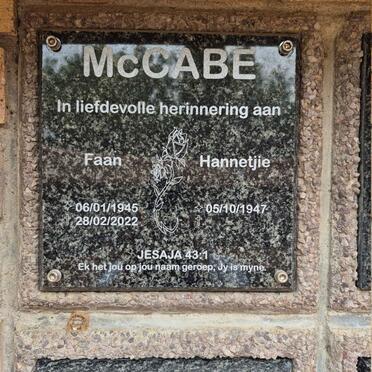 McCABE
In liefdevolle herinnering aan
Faan Hannetjie
06/01/1945 05/10/1947
28/02/2022
JESAJA 43:1
Ek het jou op jou naam geroep, Jy is myne.